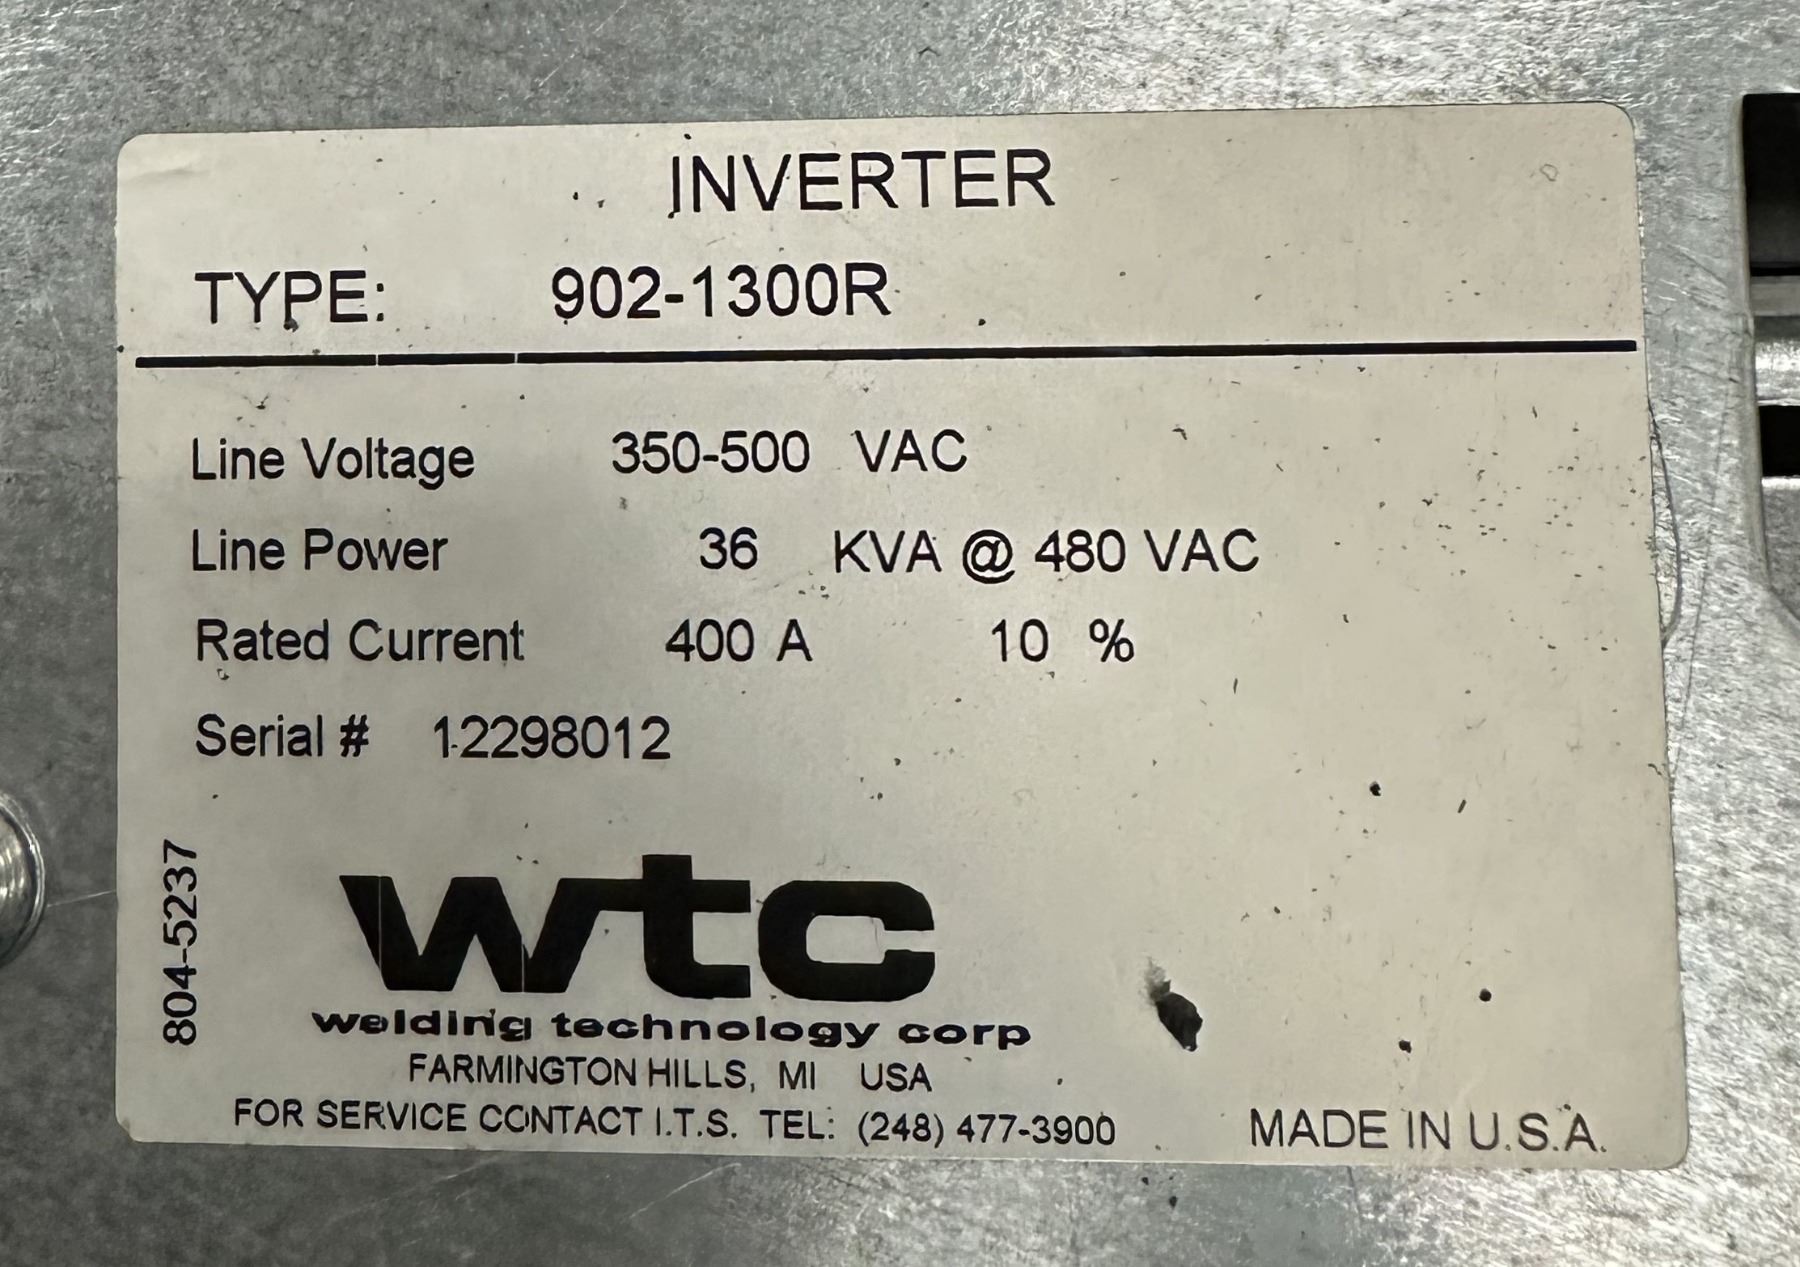 INVERTER
TYPE: 902-1300R
Line Voltage 350-500 VAC
Line Power 36 KVA @ 480 VAC
Rated Current 400 A 10 %
Serial # 12298012
804-5237
wtc
welding technology corp
FARMINGTON HILLS, MI USA
FOR SERVICE CONTACT I.T.S. TEL: (248) 477-3900
MADE IN U.S.A.